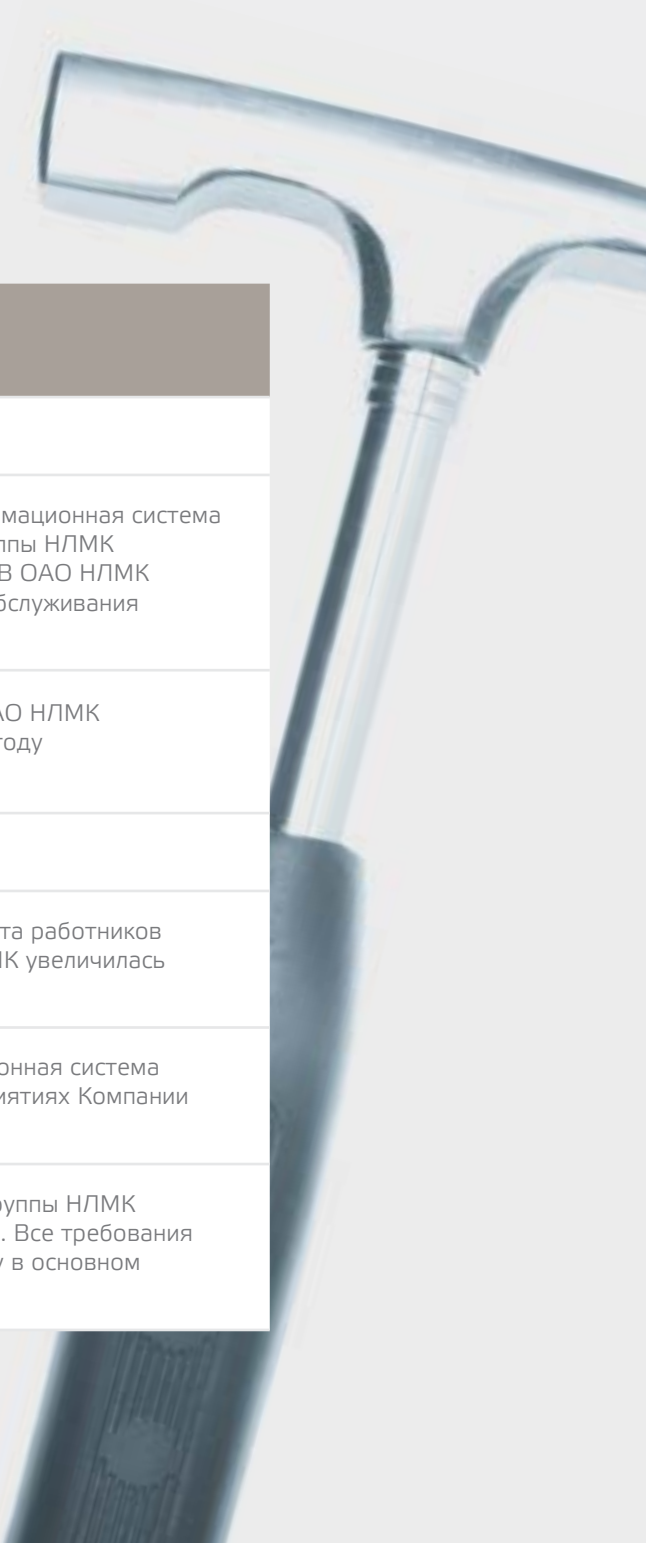 мационная система
ппы НЛМК
В ОАО НЛМК
бслуживания
АО НЛМК
году
та работников
МК увеличилась
онная система
иятиях Компании
руппы НЛМК
. Все требования
у в основном